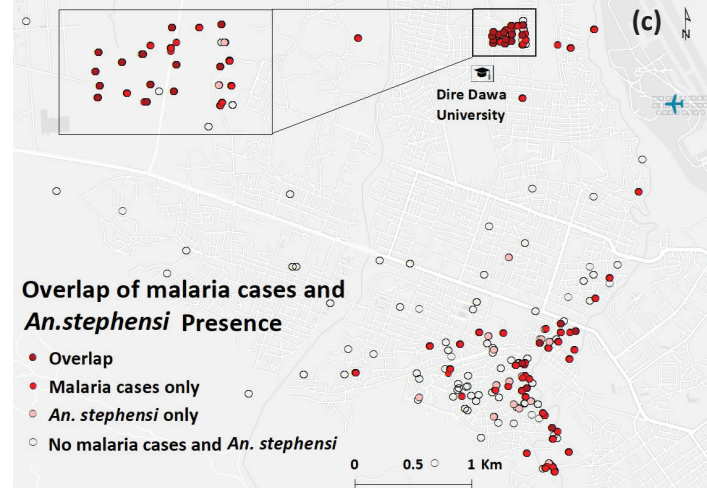 (c)
N
Dire Dawa
University
Overlap of malaria cases and
An.stephensi Presence
Overlap
Malaria cases only
An. stephensi only
No malaria cases and An. stephensi
0 0.5 1 Km